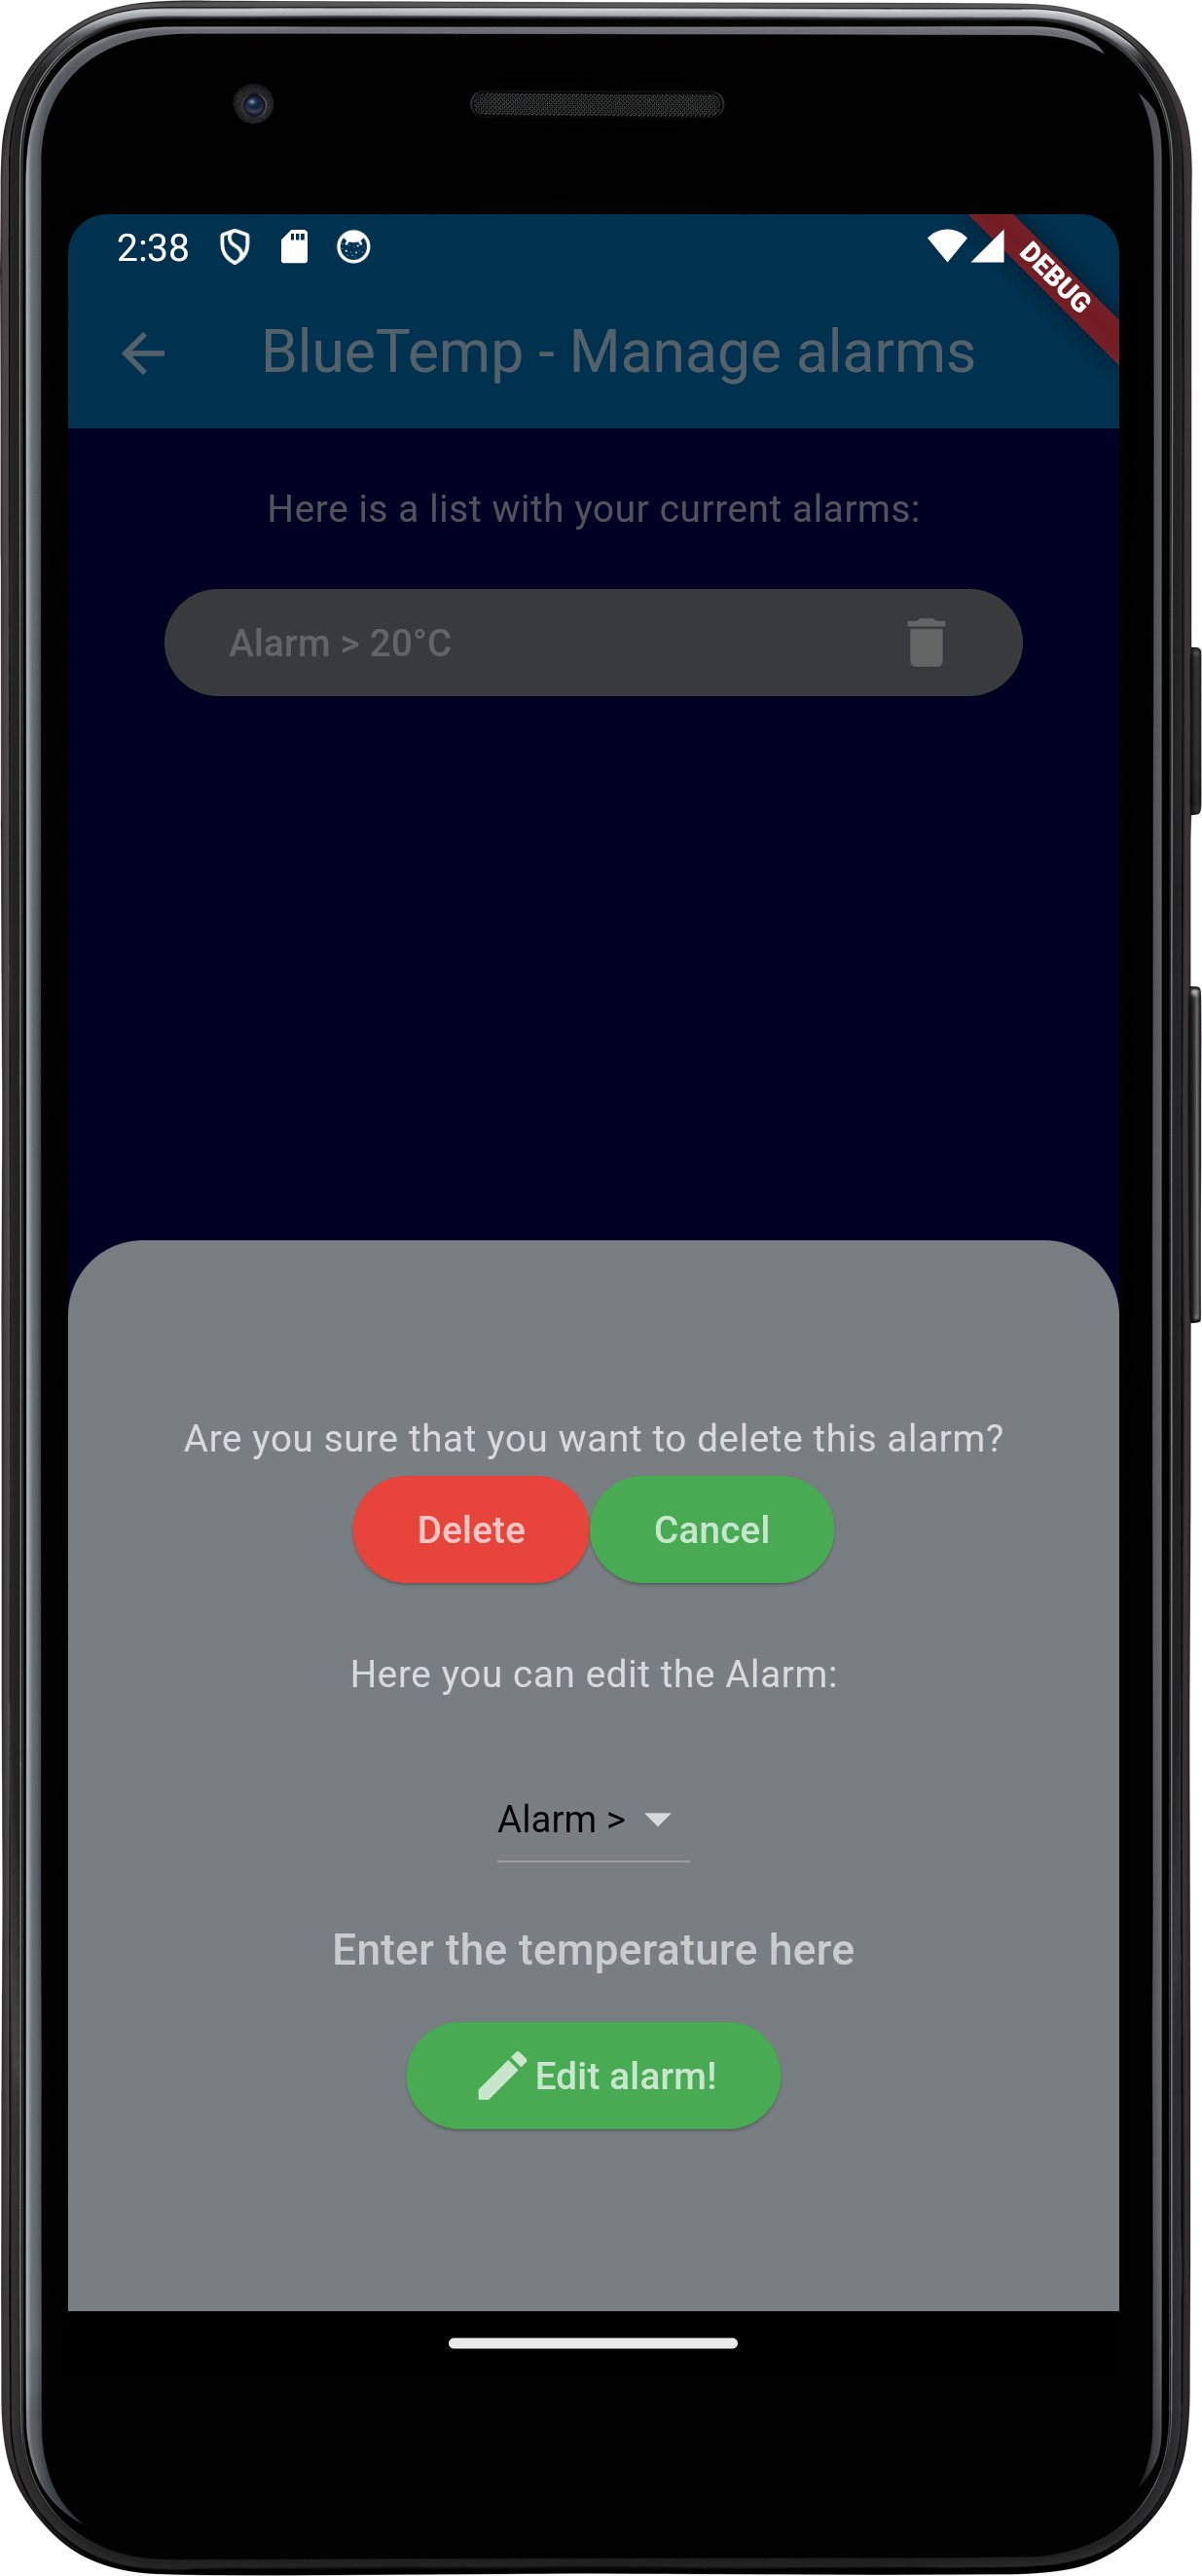 2:38
DEBUG
BlueTemp - Manage alarms
Here is a list with your current alarms:
Alarm > 20°C
Are you sure that you want to delete this alarm?
Delete Cancel
Here you can edit the Alarm:
Alarm >
Enter the temperature here
Edit alarm!